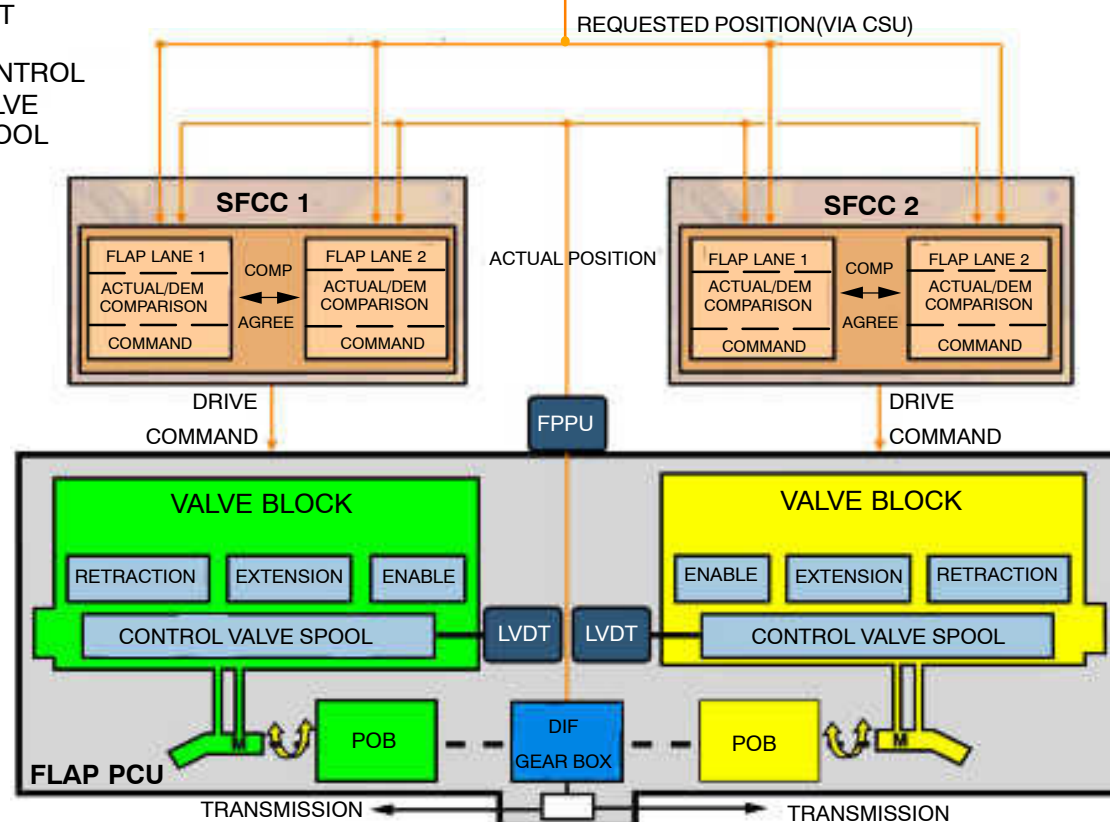 T
NTROL
LVE
OOL
REQUESTED POSITION(VIA CSU)
SFCC 1
FLAP LANE 1
ACTUAL/DEM
COMPARISON
COMMAND
COMP
AGREE
FLAP LANE 2
ACTUAL/DEM
COMPARISON
COMMAND
ACTUAL POSITION
SFCC 2
FLAP LANE 1
ACTUAL/DEM
COMPARISON
COMMAND
COMP
AGREE
FLAP LANE 2
ACTUAL/DEM
COMPARISON
COMMAND
DRIVE
COMMAND
FPPU
DRIVE
COMMAND
VALVE BLOCK
RETRACTION
EXTENSION
ENABLE
CONTROL VALVE SPOOL
LVDT
LVDT
VALVE BLOCK
ENABLE
EXTENSION
RETRACTION
CONTROL VALVE SPOOL
M
POB
DIF
GEAR BOX
POB
M
FLAP PCU
TRANSMISSION
TRANSMISSION